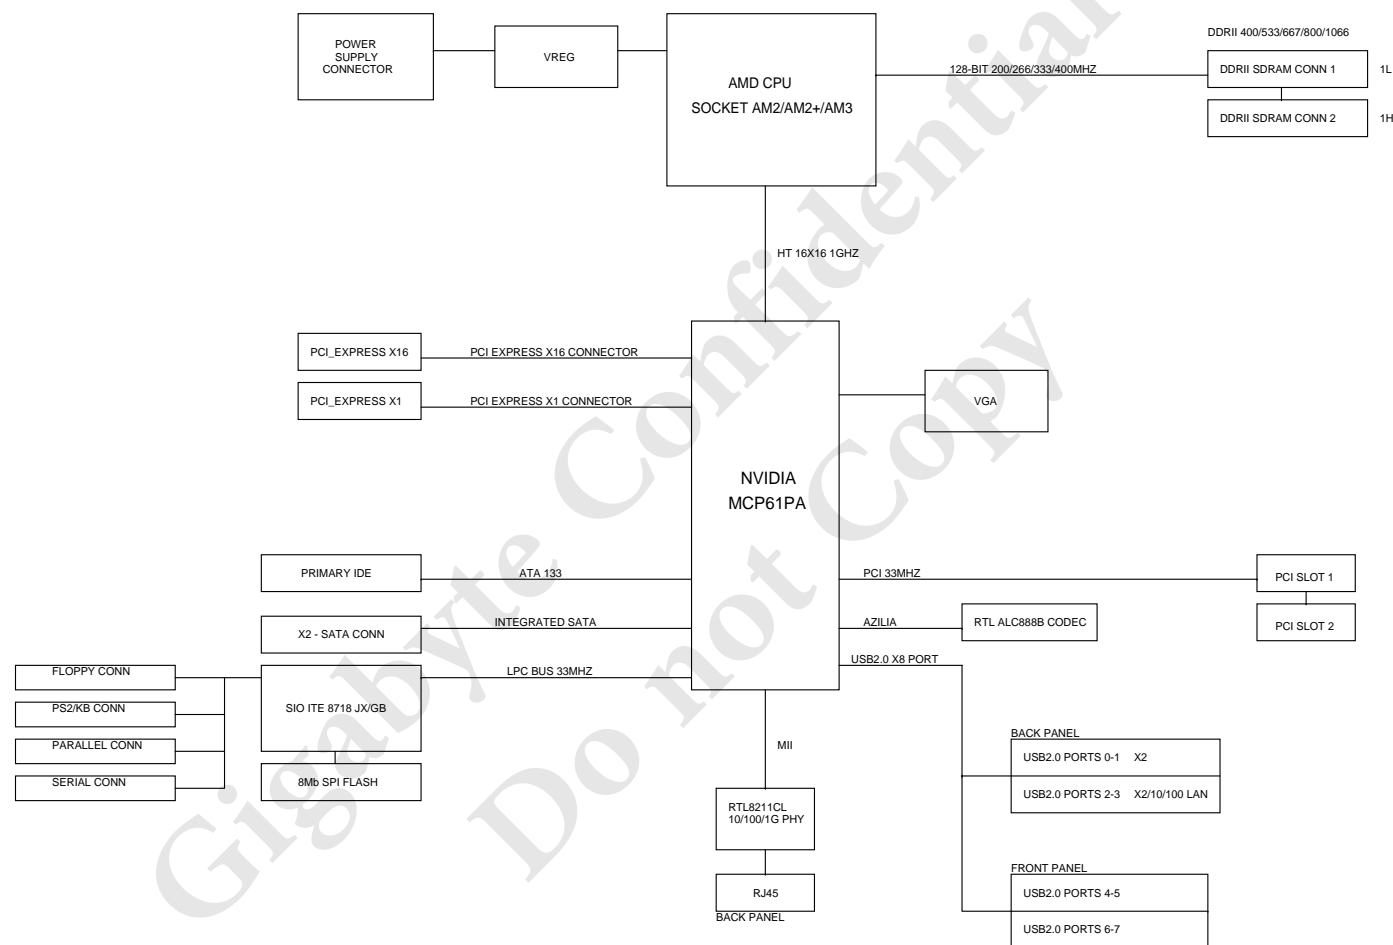 POWER
SUPPLY
CONNECTOR
VREG
AMD CPU
SOCKET AM2/AM2+/AM3
128-BIT 200/266/333/400MHZ
DDRII 400/533/667/800/1066
DDRII SDRAM CONN 1
1L
DDRII SDRAM CONN 2
1H
HT 16X16 1GHZ
PCI_EXPRESS X16
PCI EXPRESS X16 CONNECTOR
PCI_EXPRESS X1
PCI EXPRESS X1 CONNECTOR
VGA
NVIDIA
MCP61PA
PRIMARY IDE
ATA 133
PCI 33MHZ
PCI SLOT 1
PCI SLOT 2
X2 - SATA CONN
INTEGRATED SATA
AZILIA
RTL ALC888B CODEC
USB2.0 X8 PORT
FLOPPY CONN
PS2/KB CONN
PARALLEL CONN
SERIAL CONN
SIO ITE 8718 JX/GB
LPC BUS 33MHZ
8Mb SPI FLASH
MII
RTL8211CL
10/100/1G PHY
RJ45
BACK PANEL
BACK PANEL
USB2.0 PORTS 0-1 X2
USB2.0 PORTS 2-3 X2/10/100 LAN
FRONT PANEL
USB2.0 PORTS 4-5
USB2.0 PORTS 6-7
Gigabyte Confidential
Do not Copy